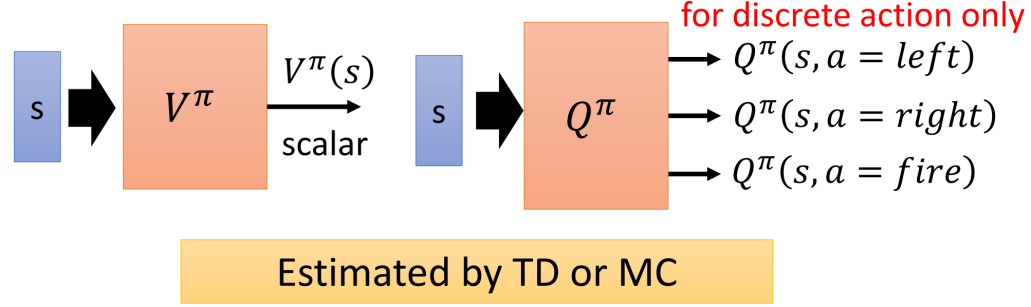 for discrete action only
s
V^π
V^π(s)
scalar
s
Q^π
Q^π(s, a = left)
Q^π(s, a = right)
Q^π(s, a = fire)
Estimated by TD or MC